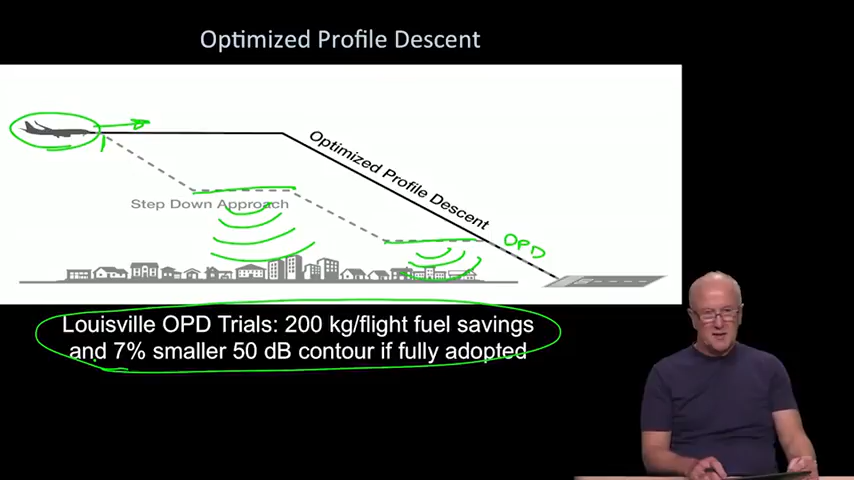 Optimized Profile Descent
Optimized Profile Descent
Step Down Approach
OPD
Louisville OPD Trials: 200 kg/flight fuel savings
and 7% smaller 50 dB contour if fully adopted